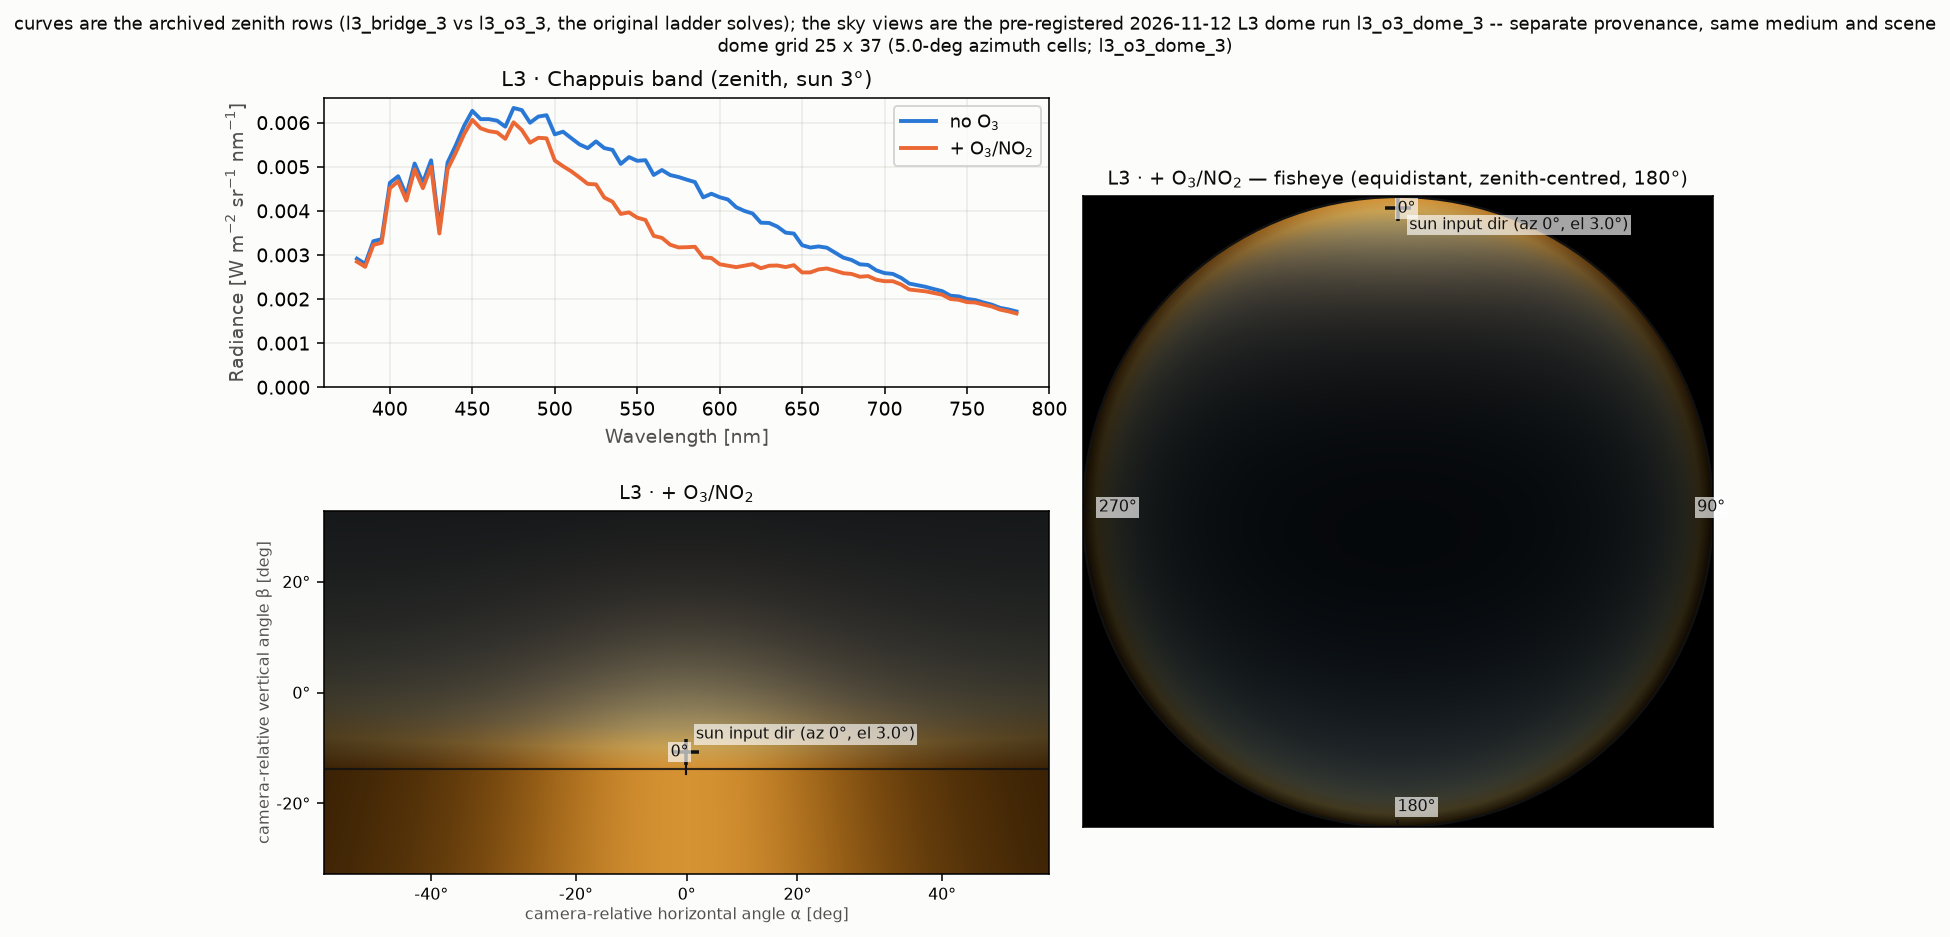 curves are the archived zenith rows (l3_bridge_3 vs l3_o3_3, the original ladder solves); the sky views are the pre-registered 2026-11-12 L3 dome run l3_o3_dome_3 -- separate provenance, same medium and scene
dome grid 25 x 37 (5.0-deg azimuth cells; l3_o3_dome_3)
L3 · Chappuis band (zenith, sun 3°)
Radiance [W m⁻² sr⁻¹ nm⁻¹]
0.006
0.005
0.004
0.003
0.002
0.001
0.000
no O₃
+ O₃/NO₂
400 450 500 550 600 650 700 750 800
Wavelength [nm]
L3 · + O₃/NO₂
camera-relative vertical angle β [deg]
20°
0°
-20°
sun input dir (az 0°, el 3.0°)
0°
-40° -20° 0° 20° 40°
camera-relative horizontal angle α [deg]
L3 · + O₃/NO₂ — fisheye (equidistant, zenith-centred, 180°)
0°
sun input dir (az 0°, el 3.0°)
270°
90°
180°